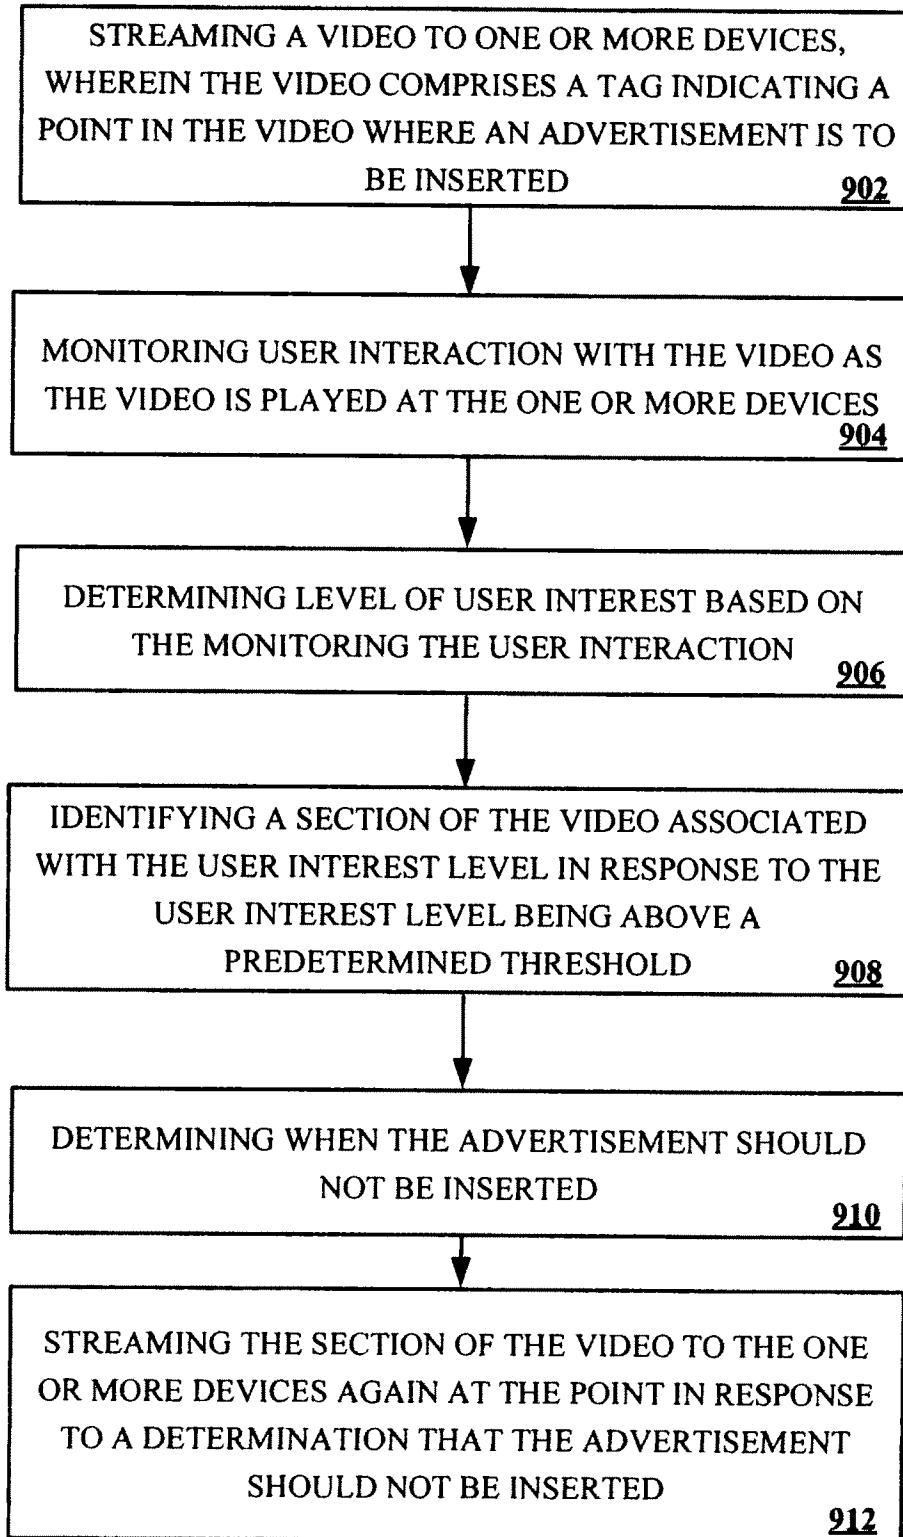 STREAMING A VIDEO TO ONE OR MORE DEVICES,
WHEREIN THE VIDEO COMPRISES A TAG INDICATING A
POINT IN THE VIDEO WHERE AN ADVERTISEMENT IS TO
BE INSERTED
902
MONITORING USER INTERACTION WITH THE VIDEO AS
THE VIDEO IS PLAYED AT THE ONE OR MORE DEVICES
904
DETERMINING LEVEL OF USER INTEREST BASED ON
THE MONITORING THE USER INTERACTION
906
IDENTIFYING A SECTION OF THE VIDEO ASSOCIATED
WITH THE USER INTEREST LEVEL IN RESPONSE TO THE
USER INTEREST LEVEL BEING ABOVE A
PREDETERMINED THRESHOLD
908
DETERMINING WHEN THE ADVERTISEMENT SHOULD
NOT BE INSERTED
910
STREAMING THE SECTION OF THE VIDEO TO THE ONE
OR MORE DEVICES AGAIN AT THE POINT IN RESPONSE
TO A DETERMINATION THAT THE ADVERTISEMENT
SHOULD NOT BE INSERTED
912